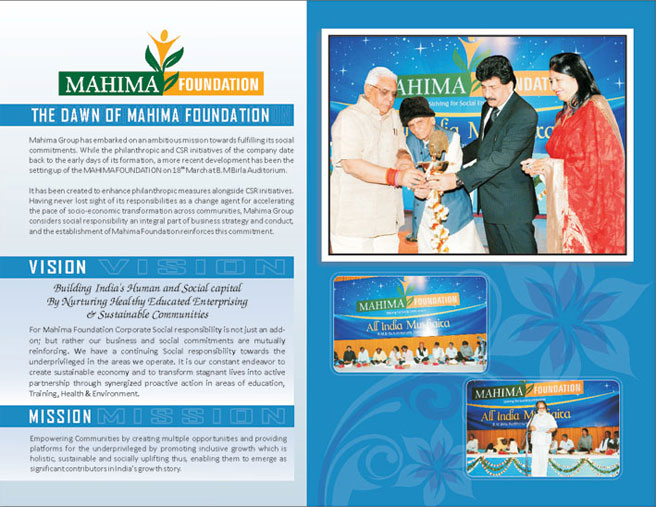 MAHIMA FOUNDATION
THE DAWN OF MAHIMA FOUNDATION
Mahima Group has embarked on an ambitious mission towards fulfilling its social
commitments. While the philanthropic and CSR initiatives of the company date
back to the early days of its formation, a more recent development has been the
setting up of the MAHIMA FOUNDATION on 18th March at B.M Birla Auditorium.
It has been created to enhance philanthropic measures alongside CSR initiatives.
Having never lost sight of its responsibilities as a change agent for accelerating
the pace of socio-economic transformation across communities, Mahima Group
considers social responsibility an integral part of business strategy and conduct,
and the establishment of Mahima Foundation reinforces this commitment.
VISION VISION
Building India's Human and Social capital
By Nurturing Healthy Educated Enterprising
& Sustainable Communities
For Mahima Foundation Corporate Social responsibility is not just an add-
on; but rather our business and social commitments are mutually
reinforing. We have a continuing Social responsibility towards the
underprivileged in the areas we operate. It is our constant endeavor to
create sustainable economy and to transform stagnant lives into active
partnership through synergized proactive action in areas of education,
Training, Health & Environment.
MISSION MISSION
Empowering Communities by creating multiple opportunities and providing
platforms for the underprivileged by promoting inclusive growth which is
holistic, sustainable and socially uplifting thus, enabling them to emerge as
significant contributors in India's growth story.
AHIMA FOUNDATION
Striving for Social
All India Mushaira
MAHIMA FOUNDATION
All India Mushaira
MAHIMA FOUNDATION
All India Mushaira